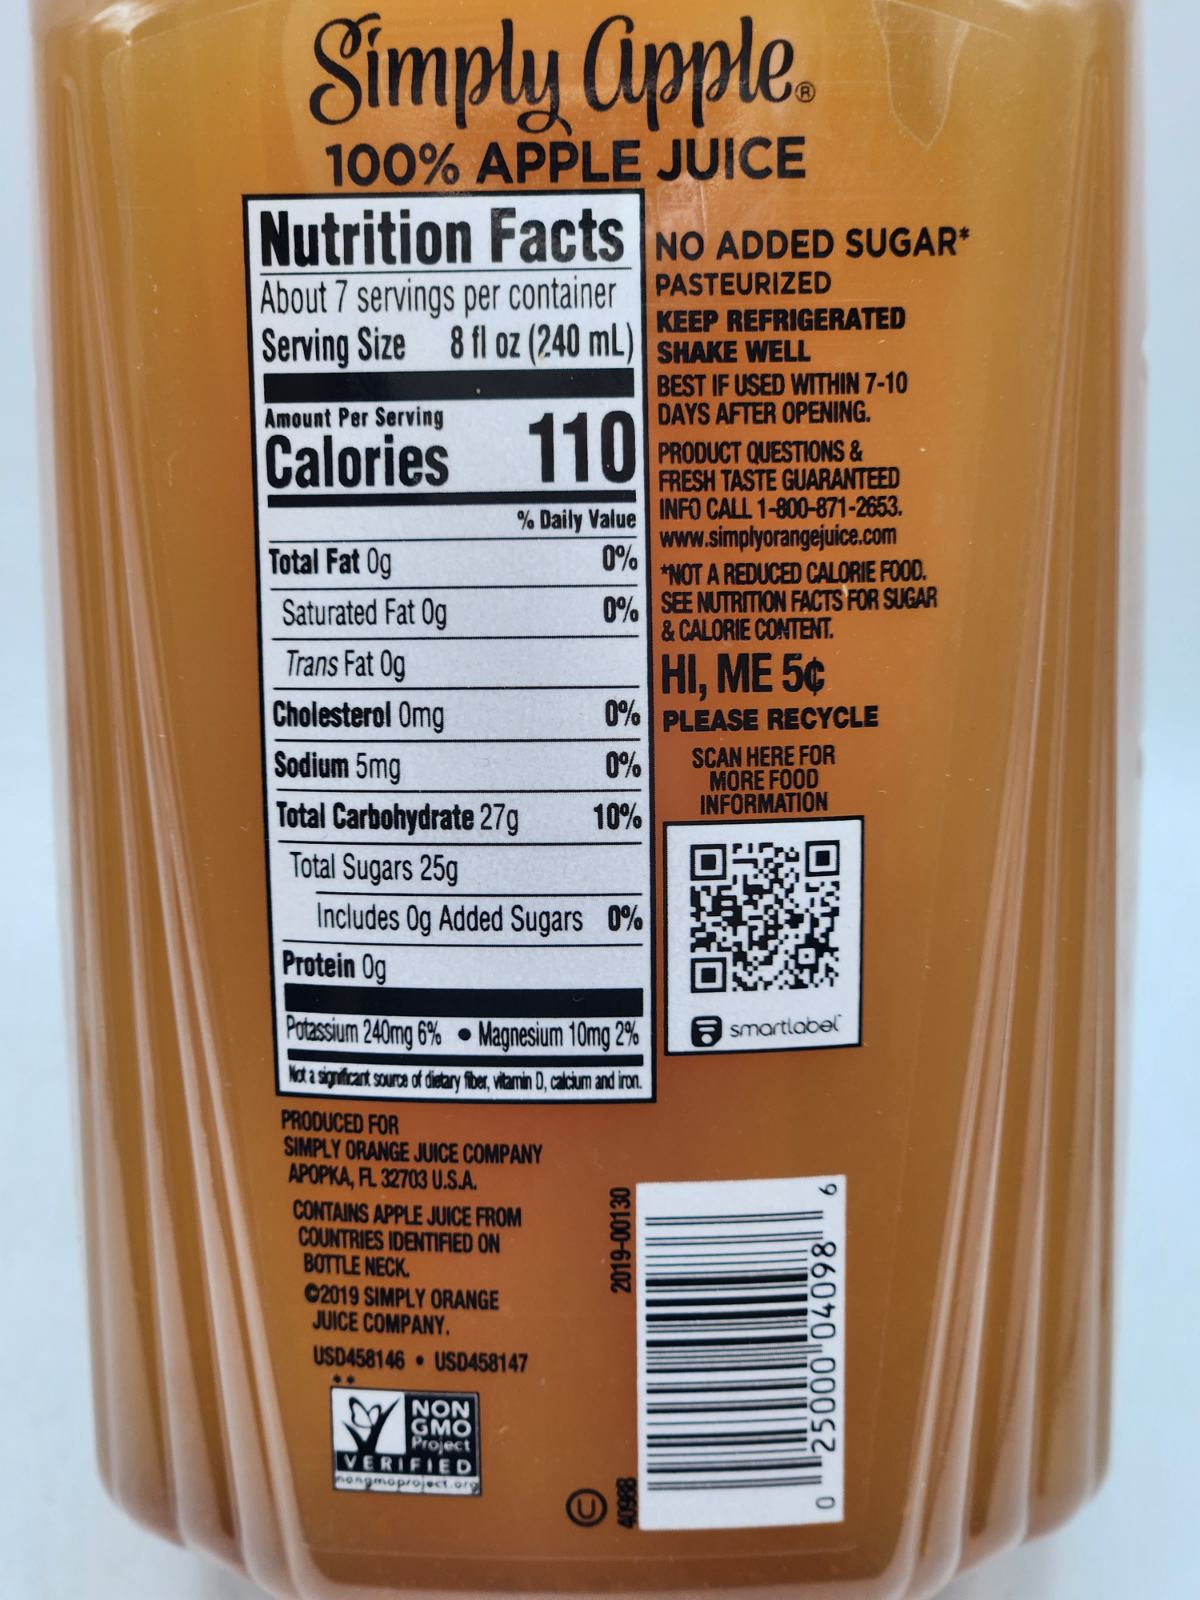 Simply Apple®
100% APPLE JUICE
Nutrition Facts
About 7 servings per container
Serving Size 8 fl oz (240 mL)
Amount Per Serving
Calories 110
% Daily Value
Total Fat 0g 0%
Saturated Fat 0g 0%
Trans Fat 0g
Cholesterol 0mg 0%
Sodium 5mg 0%
Total Carbohydrate 27g 10%
Total Sugars 25g
Includes 0g Added Sugars 0%
Protein 0g
Potassium 240mg 6% • Magnesium 10mg 2%
Not a significant source of dietary fiber, vitamin D, calcium and iron.
NO ADDED SUGAR*
PASTEURIZED
KEEP REFRIGERATED
SHAKE WELL
BEST IF USED WITHIN 7-10
DAYS AFTER OPENING.
PRODUCT QUESTIONS &
FRESH TASTE GUARANTEED
INFO CALL 1-800-871-2653.
www.simplyorangejuice.com
*NOT A REDUCED CALORIE FOOD.
SEE NUTRITION FACTS FOR SUGAR
& CALORIE CONTENT.
HI, ME 5¢
PLEASE RECYCLE
SCAN HERE FOR
MORE FOOD
INFORMATION
smartlabel™
PRODUCED FOR
SIMPLY ORANGE JUICE COMPANY
APOPKA, FL 32703 U.S.A.
CONTAINS APPLE JUICE FROM
COUNTRIES IDENTIFIED ON
BOTTLE NECK.
©2019 SIMPLY ORANGE
JUICE COMPANY.
USD458146 • USD458147
**
NON
GMO
Project
VERIFIED
nongmoproject.org
U
40988
2019-00130
0 25000 04098 6